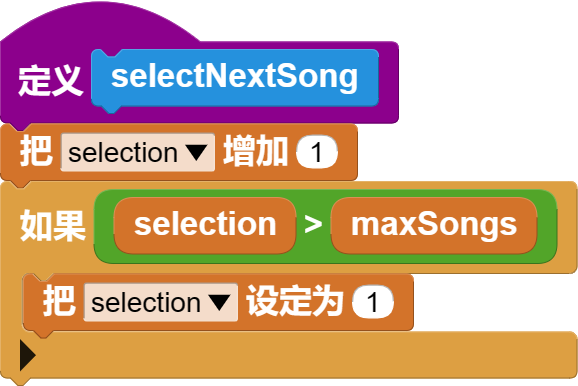 定义 selectNextSong
把 selection 增加 1
如果 selection > maxSongs
把 selection 设定为 1